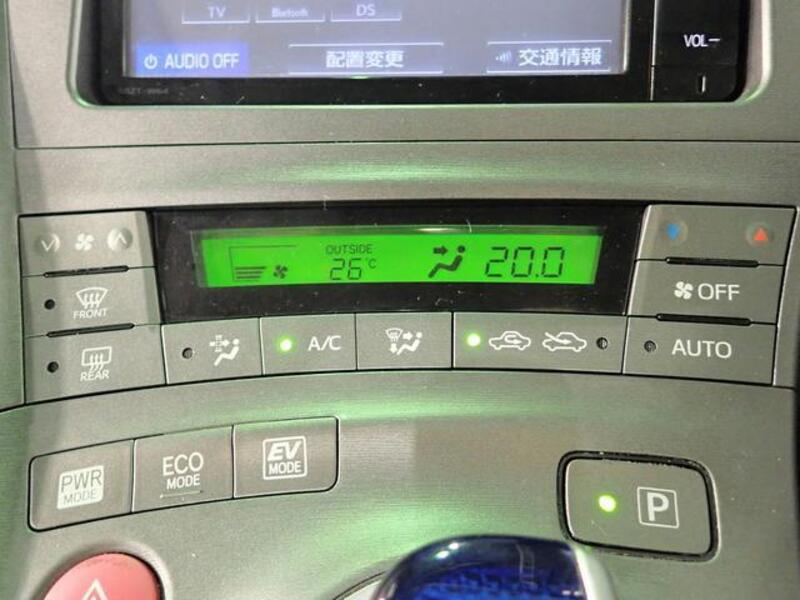 TV Bluetooth DS
AUDIO OFF 配置変更 交通情報
VOL-
OUTSIDE
26°C 20.0
OFF
FRONT
A/C
AUTO
REAR
PWR MODE
ECO MODE
EV MODE
P